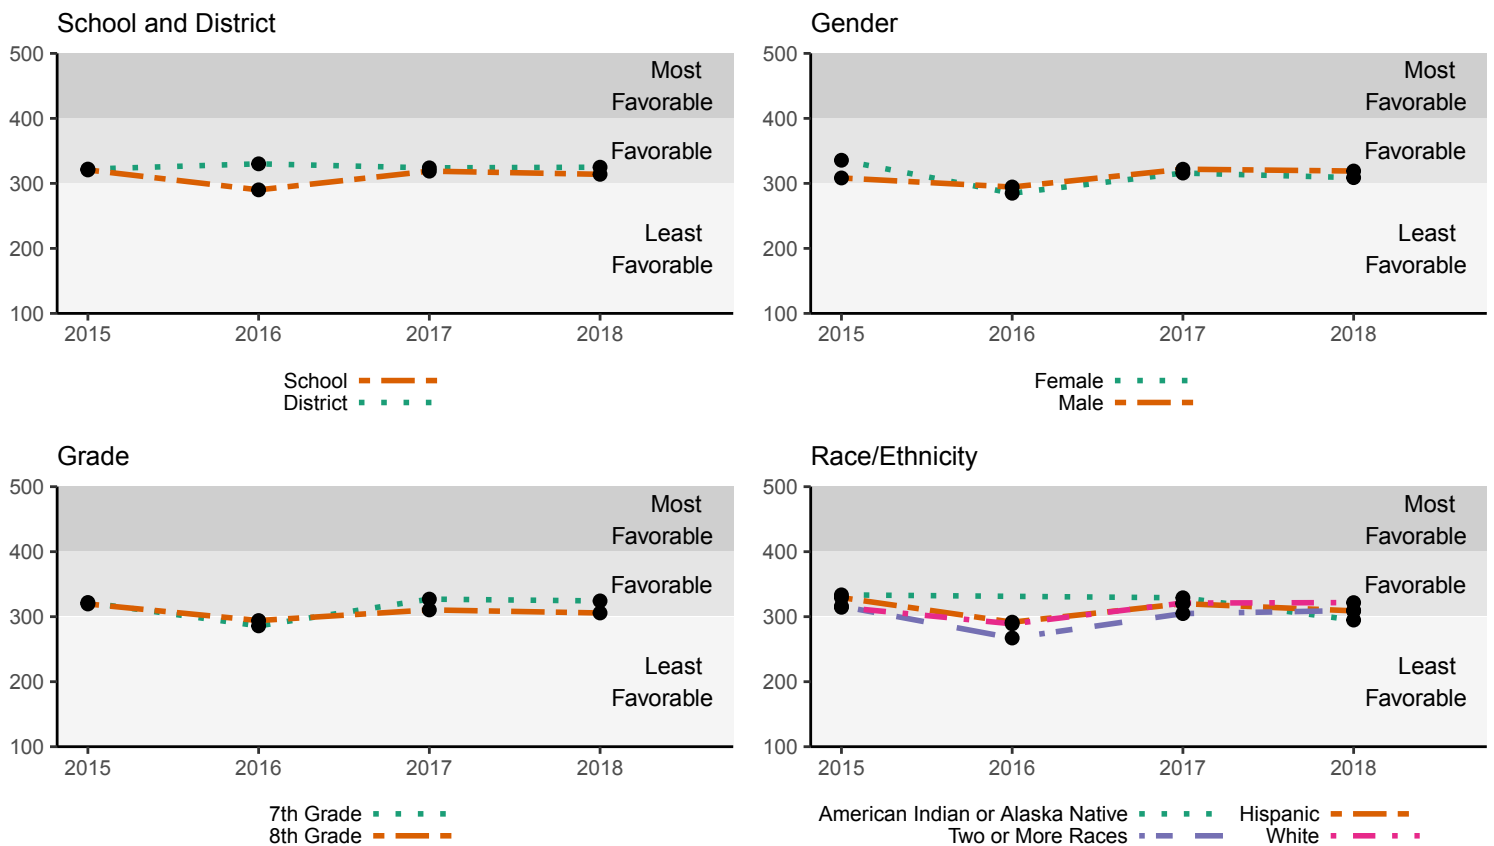 School and District
500
400
300
200
100
Most
Favorable
Favorable
Least
Favorable
2015 2016 2017 2018
School
District
Gender
500
400
300
200
100
Most
Favorable
Favorable
Least
Favorable
2015 2016 2017 2018
Female
Male
Grade
500
400
300
200
100
Most
Favorable
Favorable
Least
Favorable
2015 2016 2017 2018
7th Grade
8th Grade
Race/Ethnicity
500
400
300
200
100
Most
Favorable
Favorable
Least
Favorable
2015 2016 2017 2018
American Indian or Alaska Native Hispanic
Two or More Races White